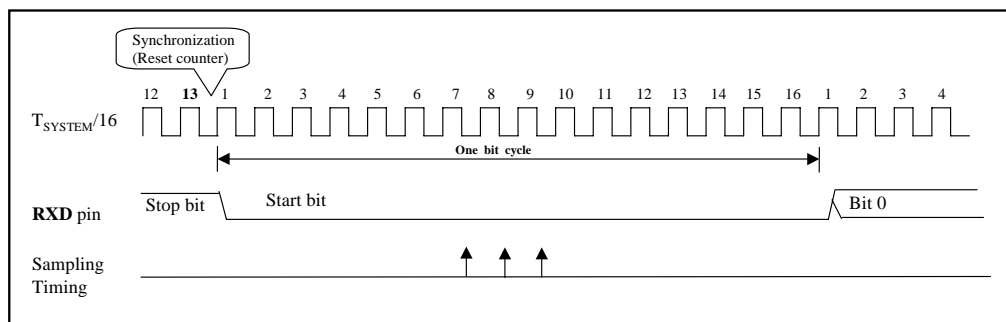 Synchronization
(Reset counter)
12 13 1 2 3 4 5 6 7 8 9 10 11 12 13 14 15 16 1 2 3 4
TSYSTEM/16
One bit cycle
RXD pin
Stop bit
Start bit
Bit 0
Sampling
Timing